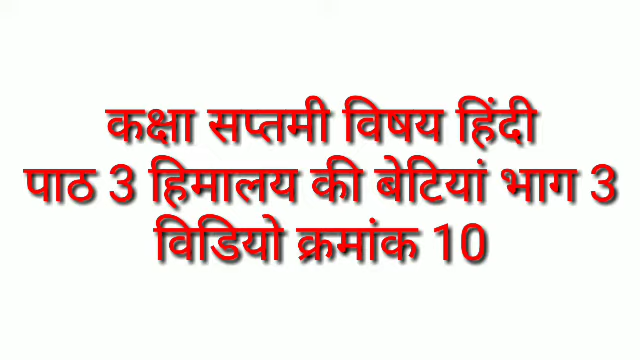 कक्षा सप्तमी विषय हिंदी
पाठ 3 हिमालय की बेटियां भाग 3
विडियो क्रमांक 10